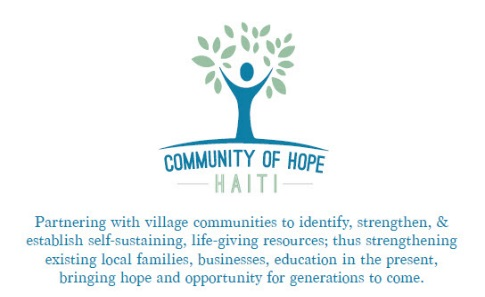 COMMUNITY OF HOPE
HAITI
Partnering with village communities to identify, strengthen, &
establish self-sustaining, life-giving resources; thus strengthening
existing local families, businesses, education in the present,
bringing hope and opportunity for generations to come.